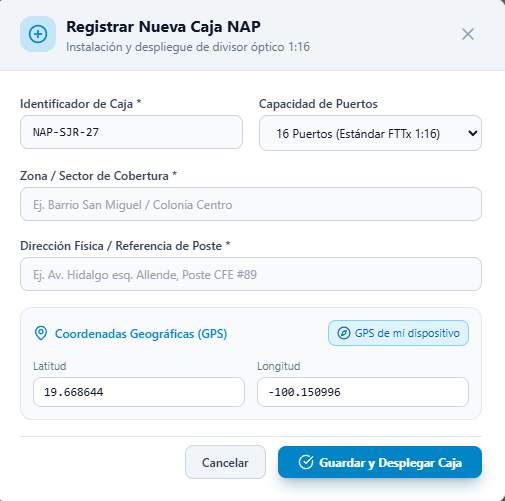 Registrar Nueva Caja NAP
Instalación y despliegue de divisor óptico 1:16
Identificador de Caja * Capacidad de Puertos
NAP-SJR-27 16 Puertos (Estándar FTTx 1:16)
Zona / Sector de Cobertura *
Ej. Barrio San Miguel / Colonia Centro
Dirección Física / Referencia de Poste *
Ej. Av. Hidalgo esq. Allende, Poste CFE #89
Coordenadas Geográficas (GPS) GPS de mi dispositivo
Latitud Longitud
19.668644 -100.150996
Cancelar Guardar y Desplegar Caja